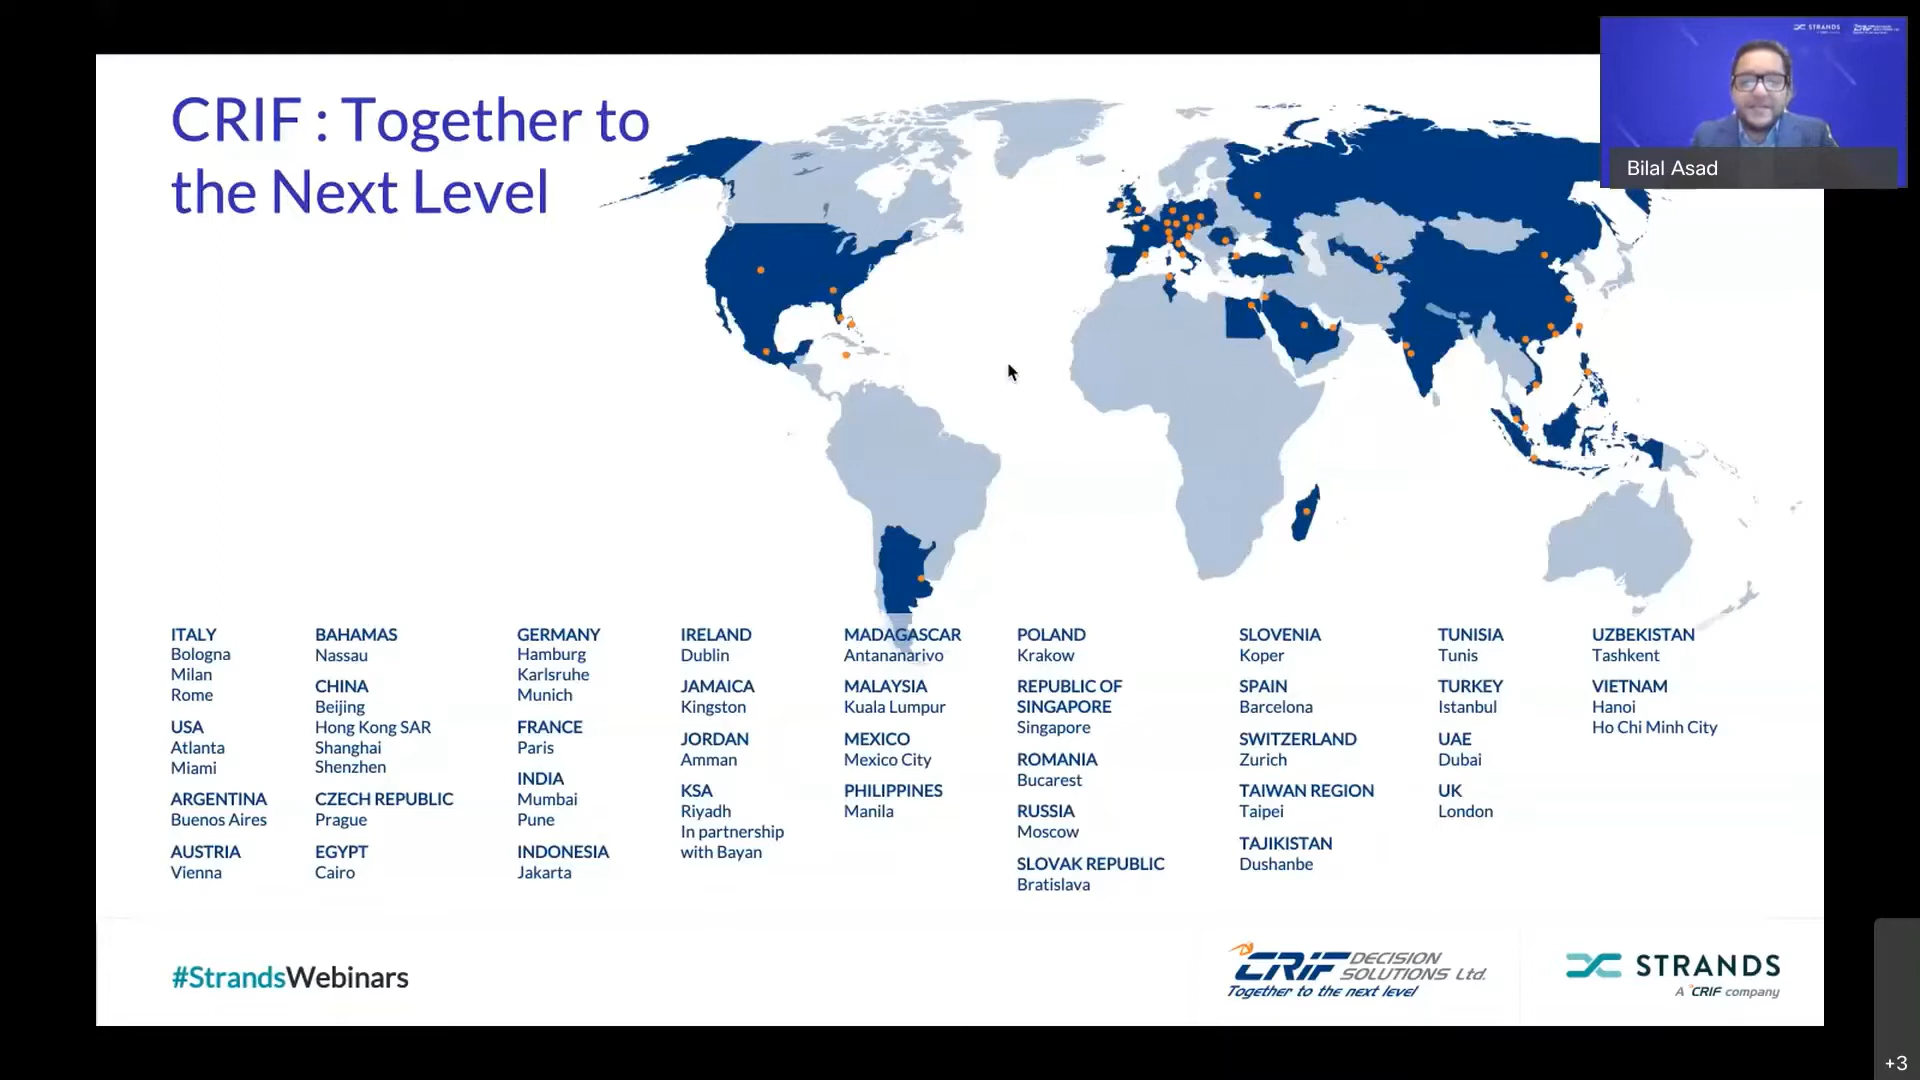 CRIF : Together to
the Next Level
STRANDS
Bilal Asad
ITALY
Bologna
Milan
Rome
USA
Atlanta
Miami
ARGENTINA
Buenos Aires
AUSTRIA
Vienna
BAHAMAS
Nassau
CHINA
Beijing
Hong Kong SAR
Shanghai
Shenzhen
CZECH REPUBLIC
Prague
EGYPT
Cairo
GERMANY
Hamburg
Karlsruhe
Munich
FRANCE
Paris
INDIA
Mumbai
Pune
INDONESIA
Jakarta
IRELAND
Dublin
JAMAICA
Kingston
JORDAN
Amman
KSA
Riyadh
In partnership
with Bayan
MADAGASCAR
Antananarivo
MALAYSIA
Kuala Lumpur
MEXICO
Mexico City
PHILIPPINES
Manila
POLAND
Krakow
REPUBLIC OF
SINGAPORE
Singapore
ROMANIA
Bucarest
RUSSIA
Moscow
SLOVAK REPUBLIC
Bratislava
SLOVENIA
Koper
SPAIN
Barcelona
SWITZERLAND
Zurich
TAIWAN REGION
Taipei
TAJIKISTAN
Dushanbe
TUNISIA
Tunis
TURKEY
Istanbul
UAE
Dubai
UK
London
UZBEKISTAN
Tashkent
VIETNAM
Hanoi
Ho Chi Minh City
#StrandsWebinars
CRIF DECISION
SOLUTIONS Ltd.
Together to the next level
STRANDS
A CRIF company
+3